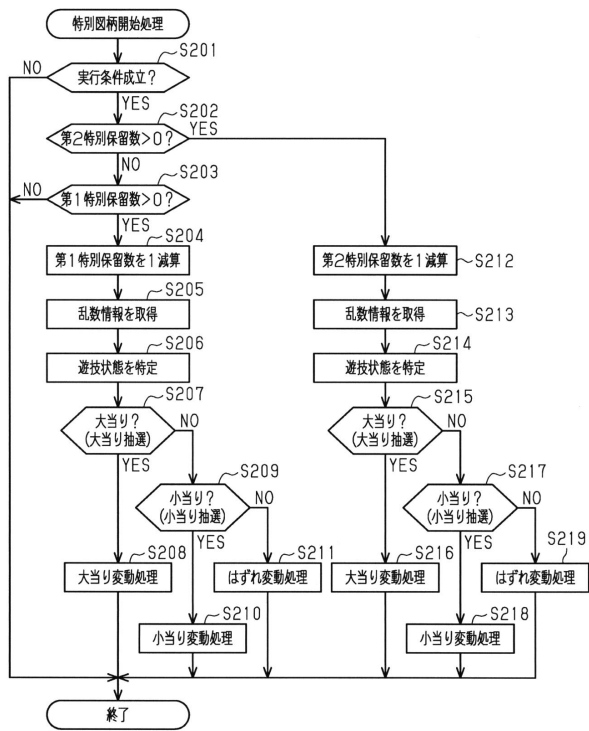 特別図柄開始処理
S201
実行条件成立？
NO
YES
S202
第2特別保留数>0？
YES
NO
S203
第1特別保留数>0？
NO
YES
S204
第1特別保留数を1減算
S205
乱数情報を取得
S206
遊技状態を特定
S207
大当り？
(大当り抽選)
NO
YES
S209
小当り？
(小当り抽選)
NO
YES
S208
大当り変動処理
S211
はずれ変動処理
S210
小当り変動処理
第2特別保留数を1減算
S212
乱数情報を取得
S213
S214
遊技状態を特定
S215
大当り？
(大当り抽選)
NO
YES
S217
小当り？
(小当り抽選)
NO
YES
S216
大当り変動処理
S219
はずれ変動処理
S218
小当り変動処理
終了